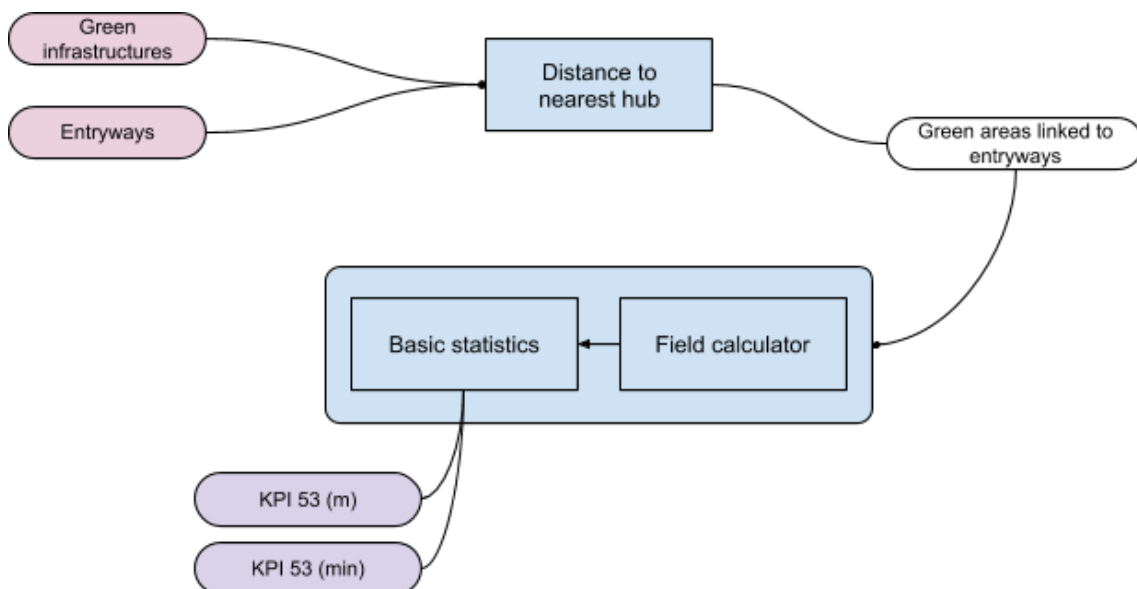 Green
infrastructures
Entryways
Distance to
nearest hub
Green areas linked to
entryways
Basic statistics
Field calculator
KPI 53 (m)
KPI 53 (min)